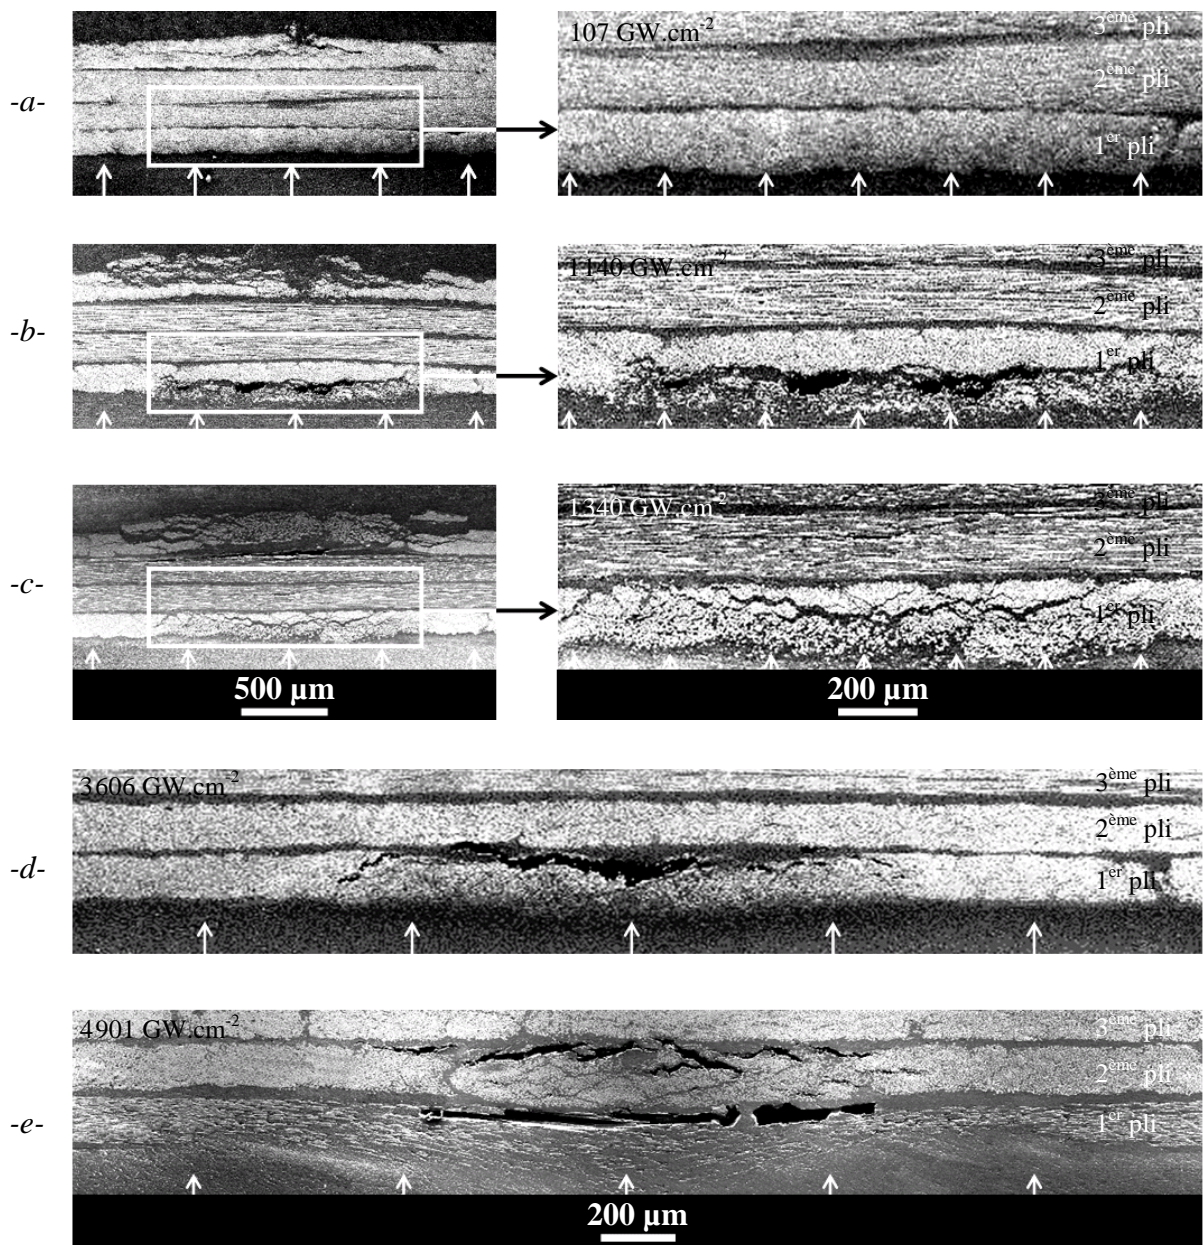 -a-
107 GW.cm-2
3ème pli
2ème pli
1er pli
-b-
1140 GW.cm-2
3ème pli
2ème pli
1er pli
-c-
1340 GW.cm-2
3ème pli
2ème pli
1er pli
500 µm
200 µm
-d-
3606 GW.cm-2
3ème pli
2ème pli
1er pli
-e-
4901 GW.cm-2
3ème pli
2ème pli
1er pli
200 µm